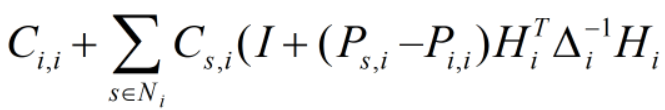 C_{i,i} + \sum_{s \in N_i} C_{s,i}(I + (P_{s,i} - P_{i,i})H_i^T \Delta_i^{-1} H_i